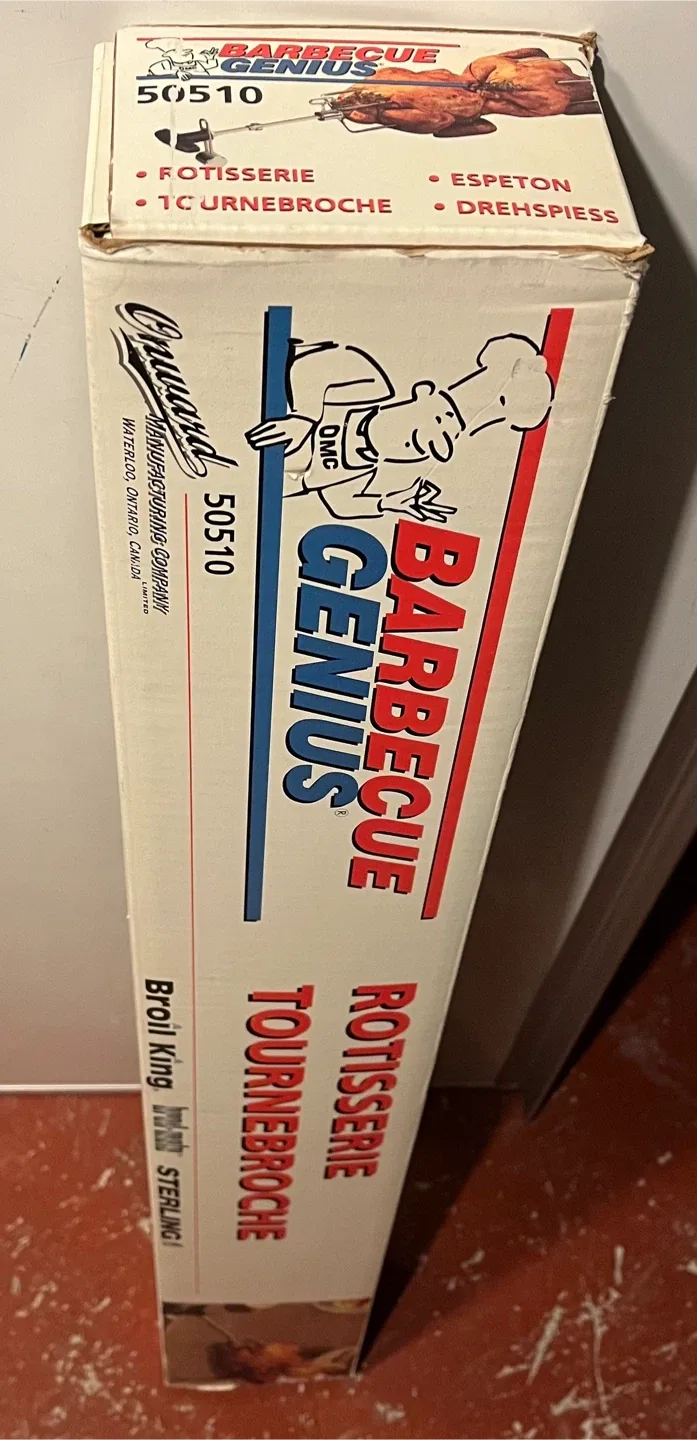 BARBECUE
GENIUS
50510
• ROTISSERIE
• TOURNEBROCHE
• ESPETON
• DREHSPIESS
OMC
BARBECUE
GENIUS®
ROTISSERIE
TOURNEBROCHE
Onward
MANUFACTURING COMPANY
LIMITED
WATERLOO, ONTARIO, CANADA
50510
Broil King
STERLING